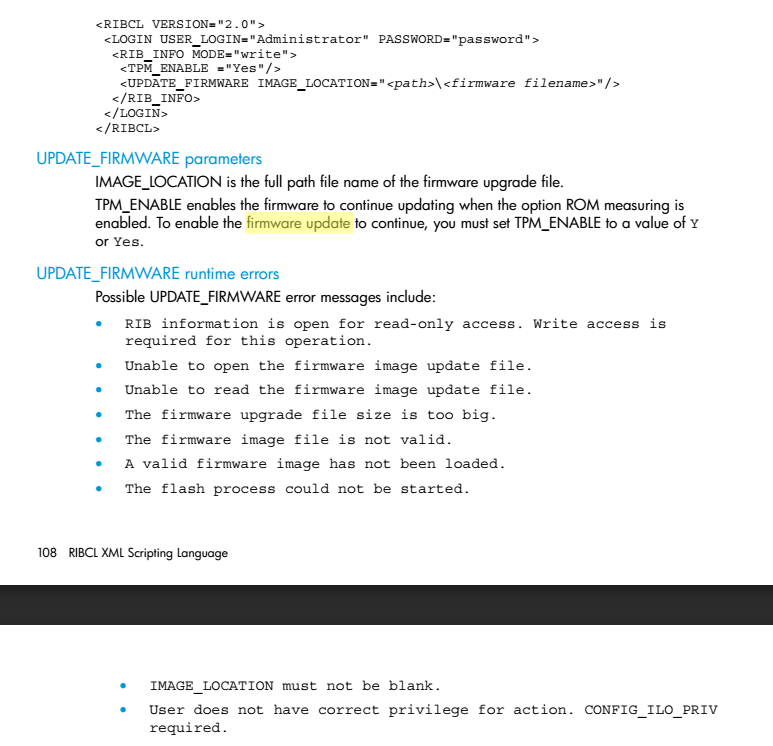 <RIBCL VERSION="2.0">
<LOGIN USER_LOGIN="Administrator" PASSWORD="password">
<RIB_INFO MODE="write">
<TPM_ENABLE ="Yes"/>
<UPDATE_FIRMWARE IMAGE_LOCATION="<path>\<firmware filename>"/>
</RIB_INFO>
</LOGIN>
</RIBCL>
UPDATE_FIRMWARE parameters
IMAGE_LOCATION is the full path file name of the firmware upgrade file.
TPM_ENABLE enables the firmware to continue updating when the option ROM measuring is
enabled. To enable the firmware update to continue, you must set TPM_ENABLE to a value of Y
or Yes.
UPDATE_FIRMWARE runtime errors
Possible UPDATE_FIRMWARE error messages include:
• RIB information is open for read-only access. Write access is
required for this operation.
• Unable to open the firmware image update file.
• Unable to read the firmware image update file.
• The firmware upgrade file size is too big.
• The firmware image file is not valid.
• A valid firmware image has not been loaded.
• The flash process could not be started.
108 RIBCL XML Scripting Language
• IMAGE_LOCATION must not be blank.
• User does not have correct privilege for action. CONFIG_ILO_PRIV
required.